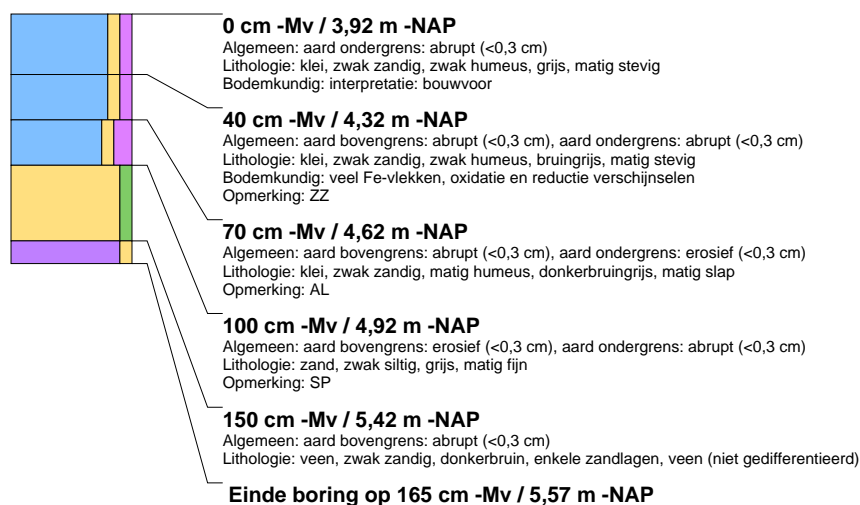 0 cm -Mv / 3,92 m -NAP
Algemeen: aard ondergrens: abrupt (<0,3 cm)
Lithologie: klei, zwak zandig, zwak humeus, grijs, matig stevig
Bodemkundig: interpretatie: bouwvoor
40 cm -Mv / 4,32 m -NAP
Algemeen: aard bovengrens: abrupt (<0,3 cm), aard ondergrens: abrupt (<0,3 cm)
Lithologie: klei, zwak zandig, zwak humeus, bruingrijs, matig stevig
Bodemkundig: veel Fe-vlekken, oxidatie en reductie verschijnselen
Opmerking: ZZ
70 cm -Mv / 4,62 m -NAP
Algemeen: aard bovengrens: abrupt (<0,3 cm), aard ondergrens: erosief (<0,3 cm)
Lithologie: klei, zwak zandig, matig humeus, donkerbruingrijs, matig slap
Opmerking: AL
100 cm -Mv / 4,92 m -NAP
Algemeen: aard bovengrens: erosief (<0,3 cm), aard ondergrens: abrupt (<0,3 cm)
Lithologie: zand, zwak siltig, grijs, matig fijn
Opmerking: SP
150 cm -Mv / 5,42 m -NAP
Algemeen: aard bovengrens: abrupt (<0,3 cm)
Lithologie: veen, zwak zandig, donkerbruin, enkele zandlagen, veen (niet gedifferentieerd)
Einde boring op 165 cm -Mv / 5,57 m -NAP